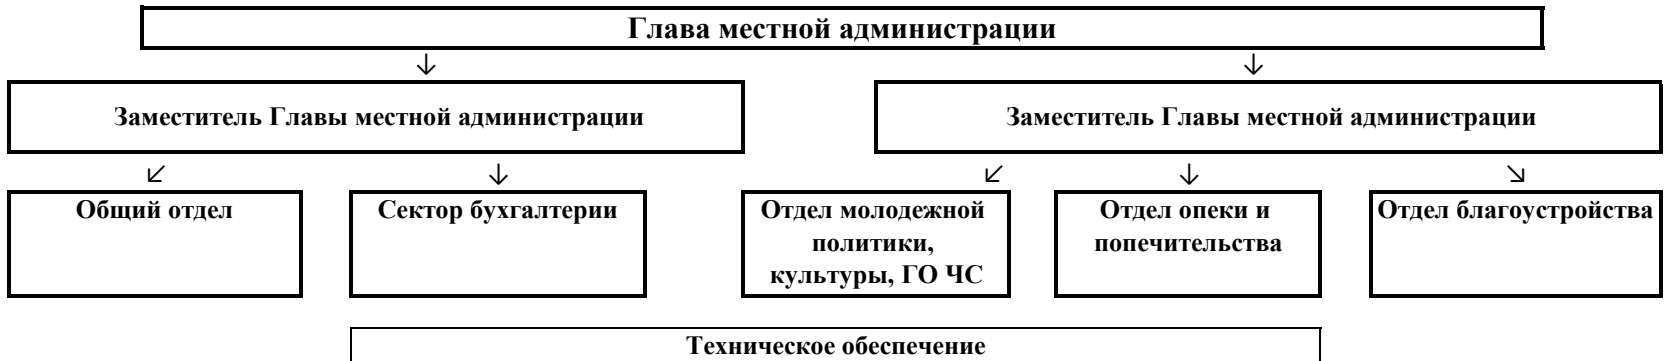 Глава местной администрации
Заместитель Главы местной администрации
Заместитель Главы местной администрации
Общий отдел
Сектор бухгалтерии
Отдел молодежной
политики,
культуры, ГО ЧС
Отдел опеки и
попечительства
Отдел благоустройства
Техническое обеспечение